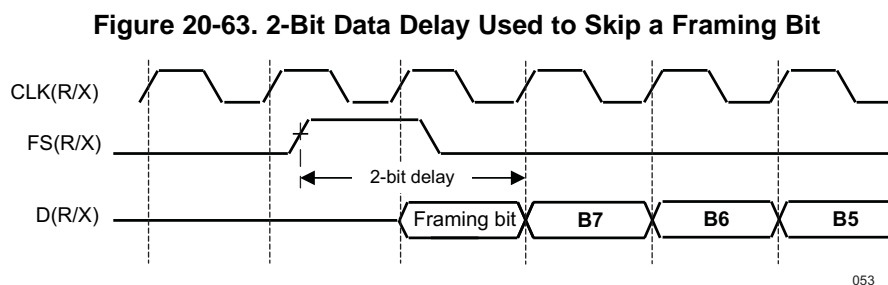 Figure 20-63. 2-Bit Data Delay Used to Skip a Framing Bit
CLK(R/X)
FS(R/X)
2-bit delay
D(R/X)
Framing bit
B7
B6
B5
053